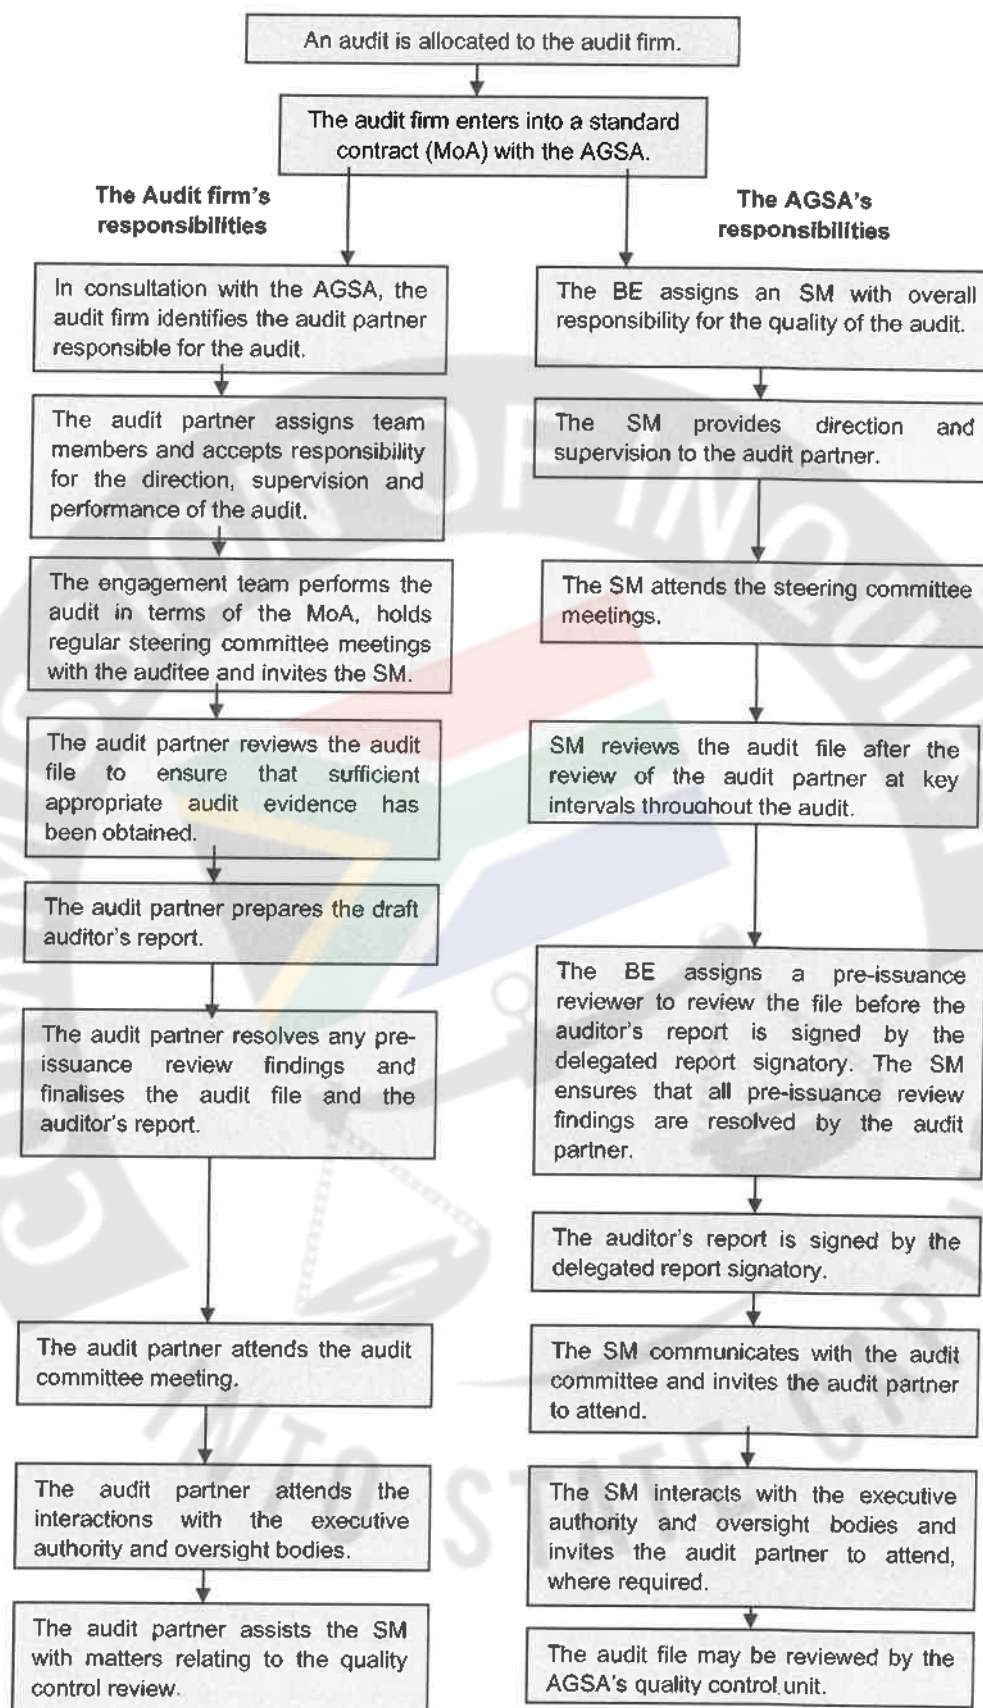 An audit is allocated to the audit firm.
The audit firm enters into a standard
contract (MoA) with the AGSA.
The Audit firm's
responsibilities
In consultation with the AGSA, the
audit firm identifies the audit partner
responsible for the audit.
The audit partner assigns team
members and accepts responsibility
for the direction, supervision and
performance of the audit.
The engagement team performs the
audit in terms of the MoA, holds
regular steering committee meetings
with the auditee and invites the SM.
The audit partner reviews the audit
file to ensure that sufficient
appropriate audit evidence has
been obtained.
The audit partner prepares the draft
auditor's report.
The audit partner resolves any pre-
issuance review findings and
finalises the audit file and the
auditor's report.
The audit partner attends the audit
committee meeting.
The audit partner attends the
interactions with the executive
authority and oversight bodies.
The audit partner assists the SM
with matters relating to the quality
control review.
The AGSA's
responsibilities
The BE assigns an SM with overall
responsibility for the quality of the audit.
The SM provides direction and
supervision to the audit partner.
The SM attends the steering committee
meetings.
SM reviews the audit file after the
review of the audit partner at key
intervals throughout the audit.
The BE assigns a pre-issuance
reviewer to review the file before the
auditor's report is signed by the
delegated report signatory. The SM
ensures that all pre-issuance review
findings are resolved by the audit
partner.
The auditor's report is signed by the
delegated report signatory.
The SM communicates with the audit
committee and invites the audit partner
to attend.
The SM interacts with the executive
authority and oversight bodies and
invites the audit partner to attend,
where required.
The audit file may be reviewed by the
AGSA's quality control unit.
OF INQUIRY
INTO STATE